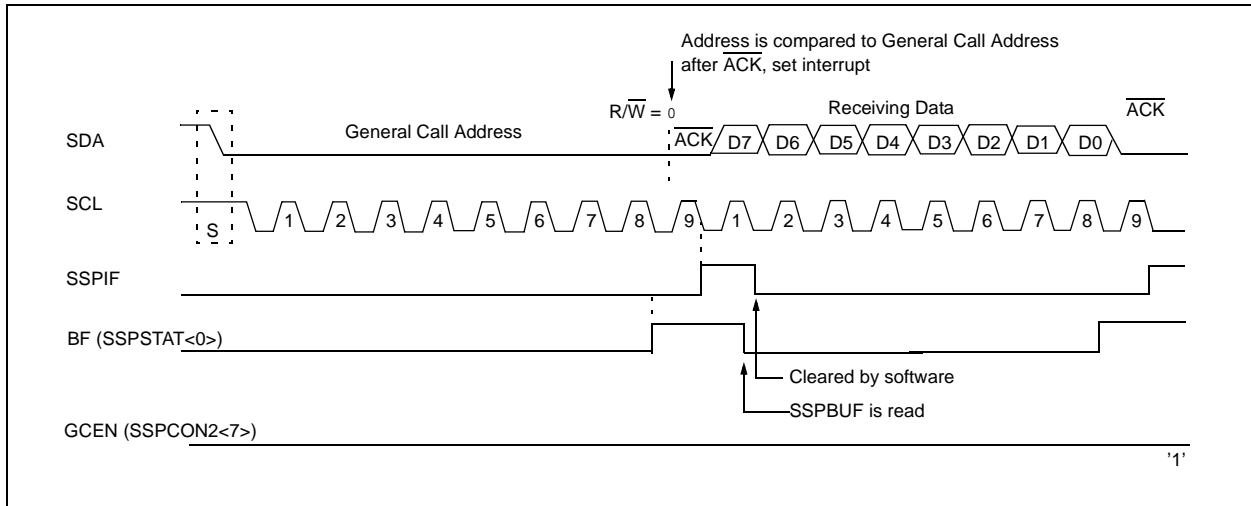 Address is compared to General Call Address
after ACK, set interrupt
R/W = 0
Receiving Data
ACK
SDA
General Call Address
ACK
D7 D6 D5 D4 D3 D2 D1 D0
SCL
S
1 2 3 4 5 6 7 8 9 1 2 3 4 5 6 7 8 9
SSPIF
BF (SSPSTAT<0>)
Cleared by software
SSPBUF is read
GCEN (SSPCON2<7>)
’1’